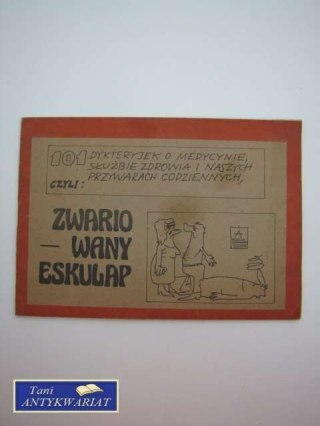 101 DYKTERYJEK O MEDYCYNIE,
SŁUŻBIE ZDROWIA I NASZYCH
PRZYWARACH CODZIENNYCH,
CZYLI:
ZWARIO
– WANY
ESKULAP
Tani
ANTYKWARIAT